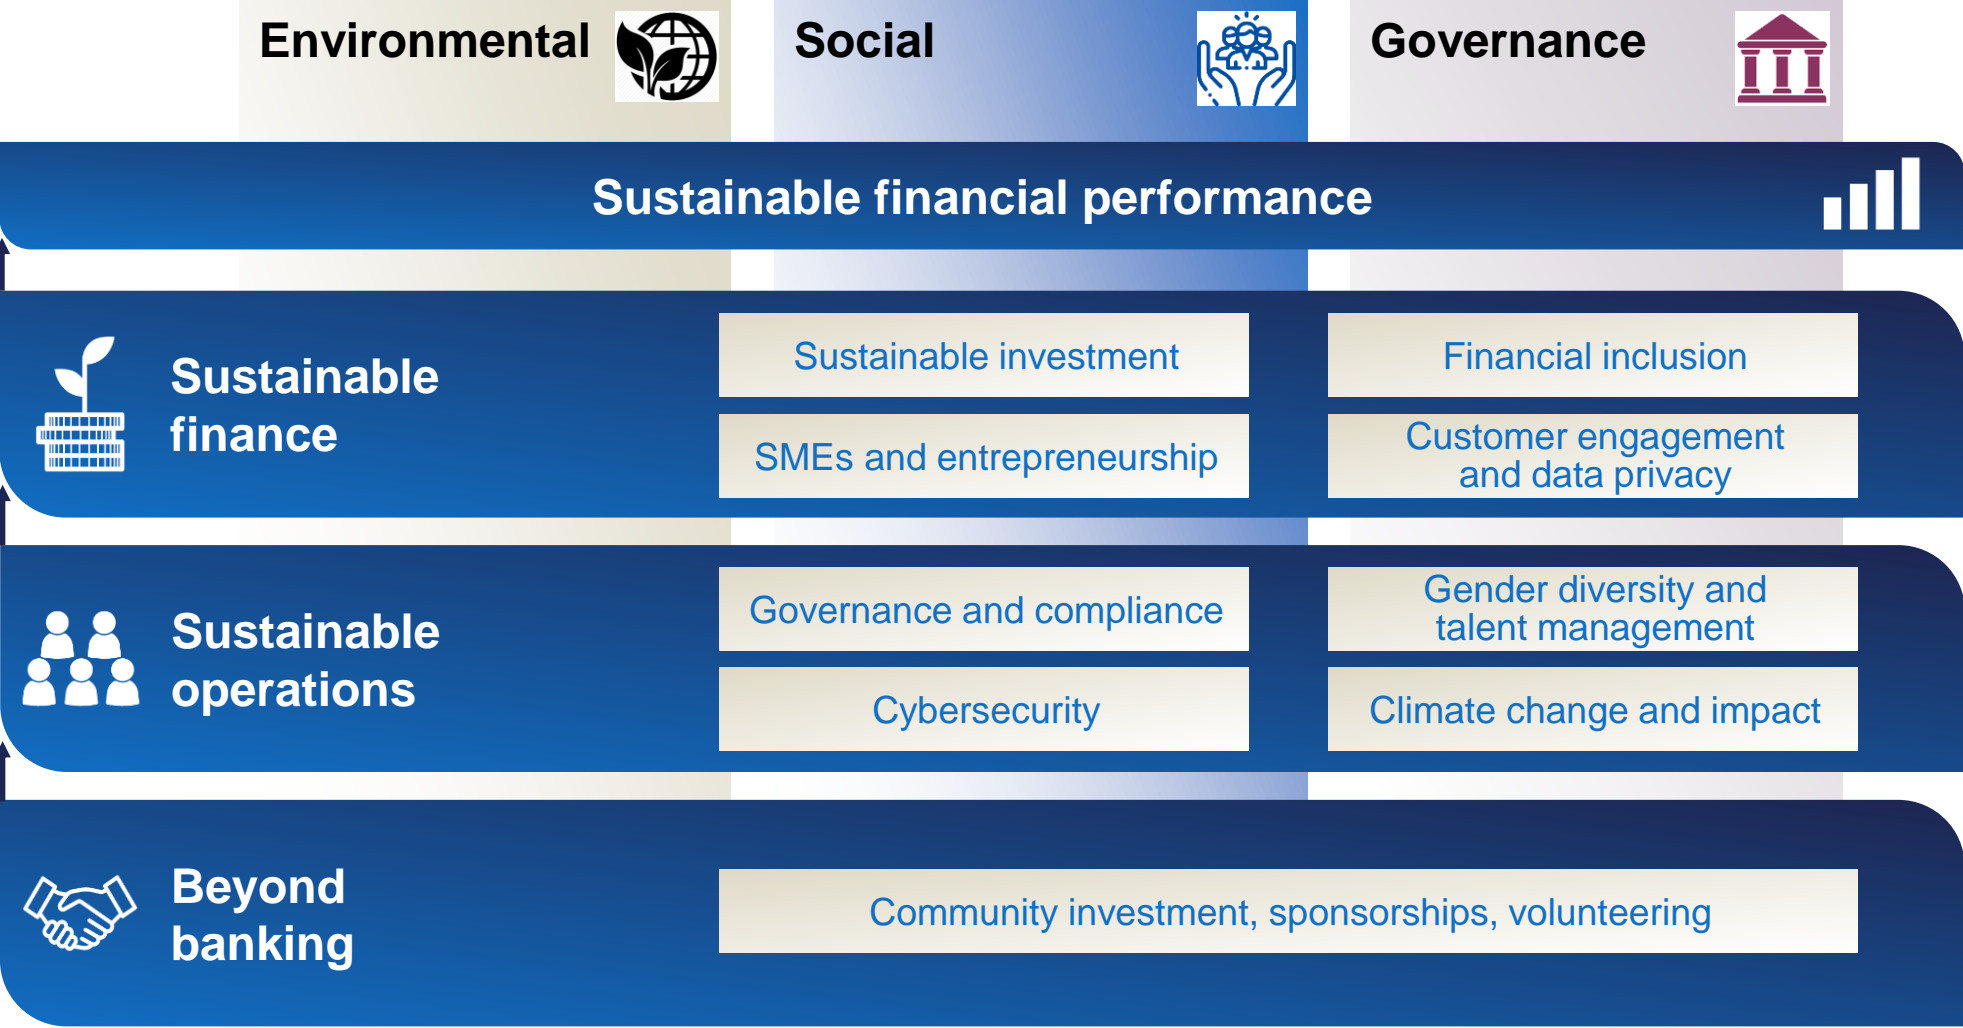 Environmental
Social
Governance
Sustainable financial performance
Sustainable
finance
Sustainable investment
Financial inclusion
SMEs and entrepreneurship
Customer engagement
and data privacy
Sustainable
operations
Governance and compliance
Gender diversity and
talent management
Cybersecurity
Climate change and impact
Beyond
banking
Community investment, sponsorships, volunteering